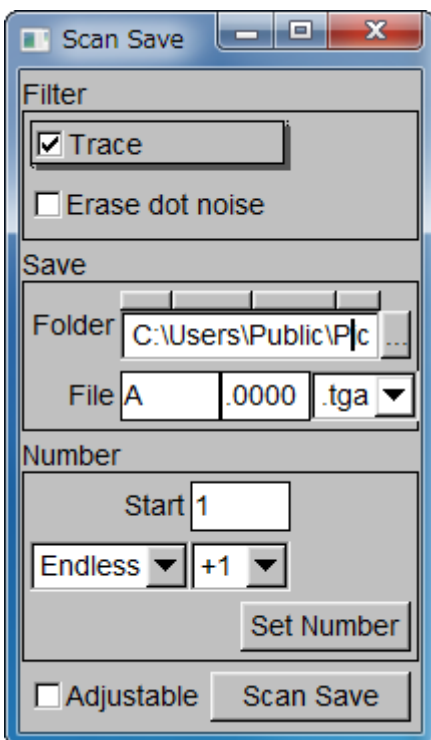 Scan Save
Filter
Trace
Erase dot noise
Save
Folder C:\Users\Public\Pic ...
File A .0000 .tga
Number
Start 1
Endless +1
Set Number
Adjustable Scan Save